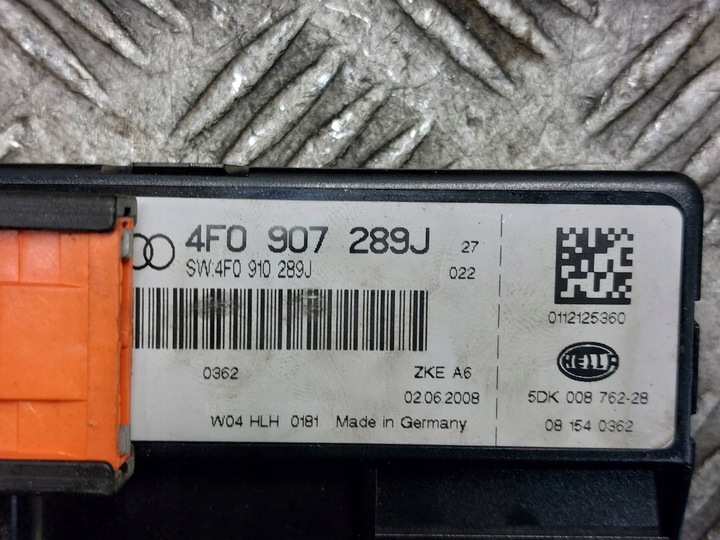 4F0 907 289J 27
SW:4F0 910 289J 022
0362 ZKE A6
02.06.2008
W04 HLH 0181 Made in Germany
0112125360
HELLA
5DK 008 762-28
08 154 0362